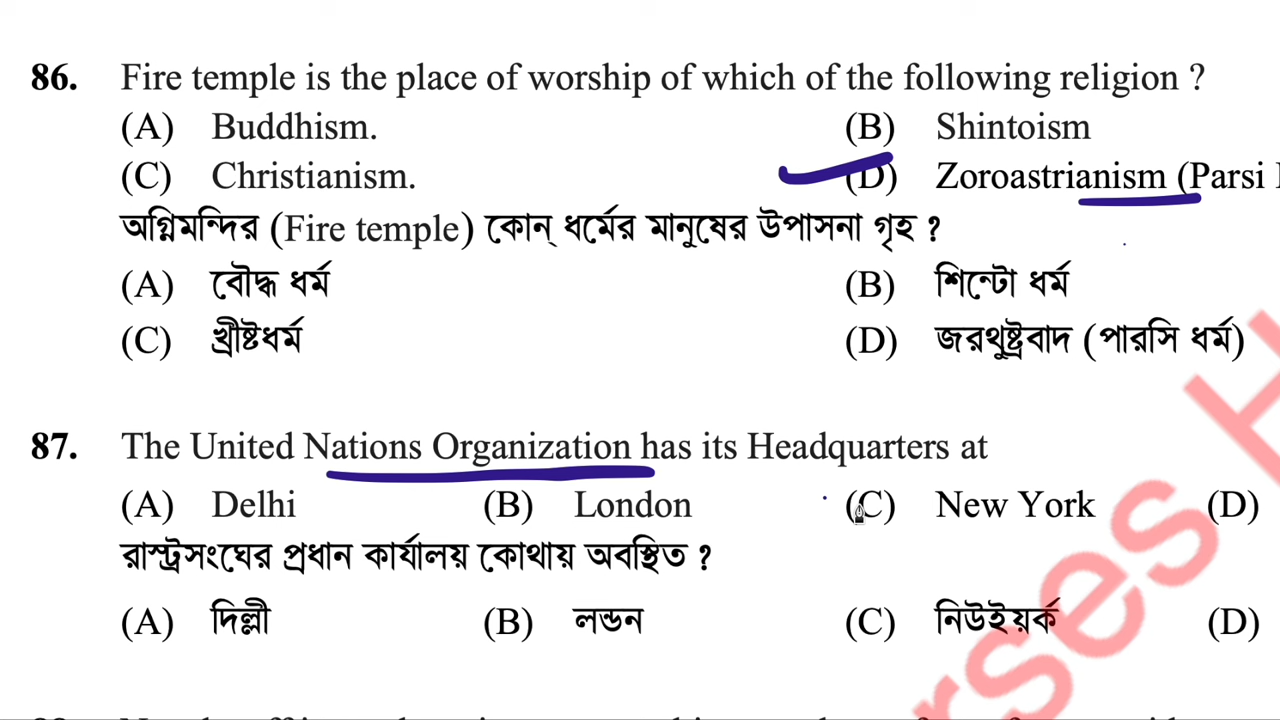 86. Fire temple is the place of worship of which of the following religion ?
(A) Buddhism. (B) Shintoism
(C) Christianism. (D) Zoroastrianism (Parsi
অগ্নিমন্দির (Fire temple) কোন্ ধর্মের মানুষের উপাসনা গৃহ ?
(A) বৌদ্ধ ধর্ম (B) শিন্টো ধর্ম
(C) খ্রীষ্টধর্ম (D) জরথুষ্ট্রবাদ (পারসি ধর্ম)
87. The United Nations Organization has its Headquarters at
(A) Delhi (B) London (C) New York (D)
রাস্ট্রসংঘের প্রধান কার্যালয় কোথায় অবস্থিত ?
(A) দিল্লী (B) লন্ডন (C) নিউইয়র্ক (D)
rses H